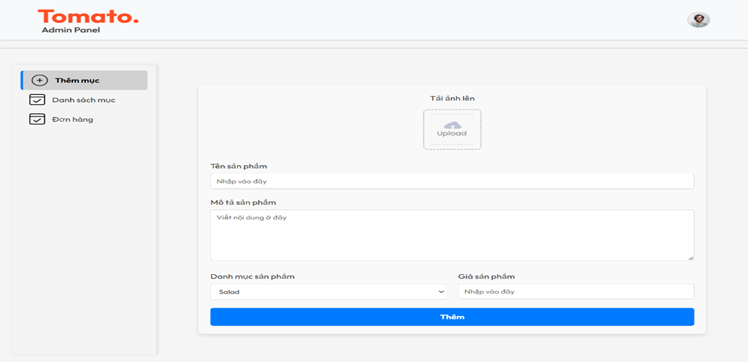 Tomato.
Admin Panel
Thêm mục
Danh sách mục
Đơn hàng
Tải ảnh lên
Upload
Tên sản phẩm
Nhập vào đây
Mô tả sản phẩm
Viết nội dung ở đây
Danh mục sản phẩm
Giá sản phẩm
Salad
Nhập vào đây
Thêm